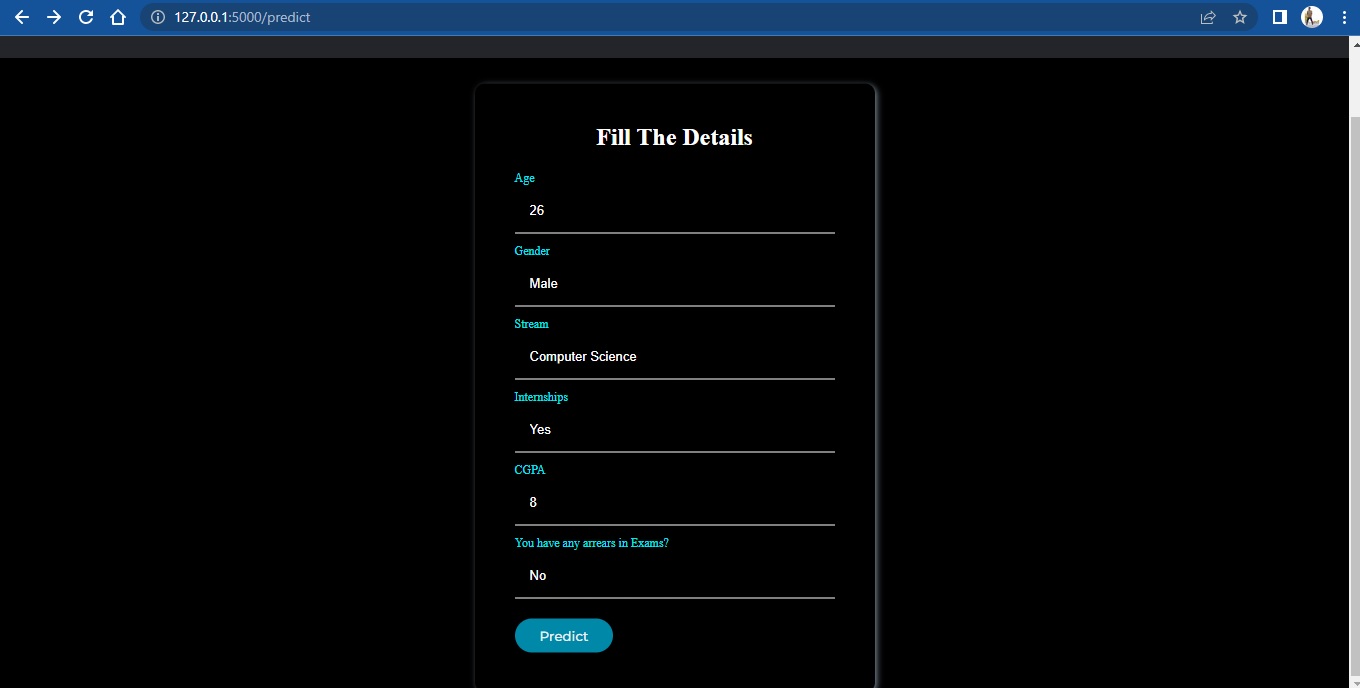 127.0.0.1:5000/predict
Fill The Details
Age
26
Gender
Male
Stream
Computer Science
Internships
Yes
CGPA
8
You have any arrears in Exams?
No
Predict